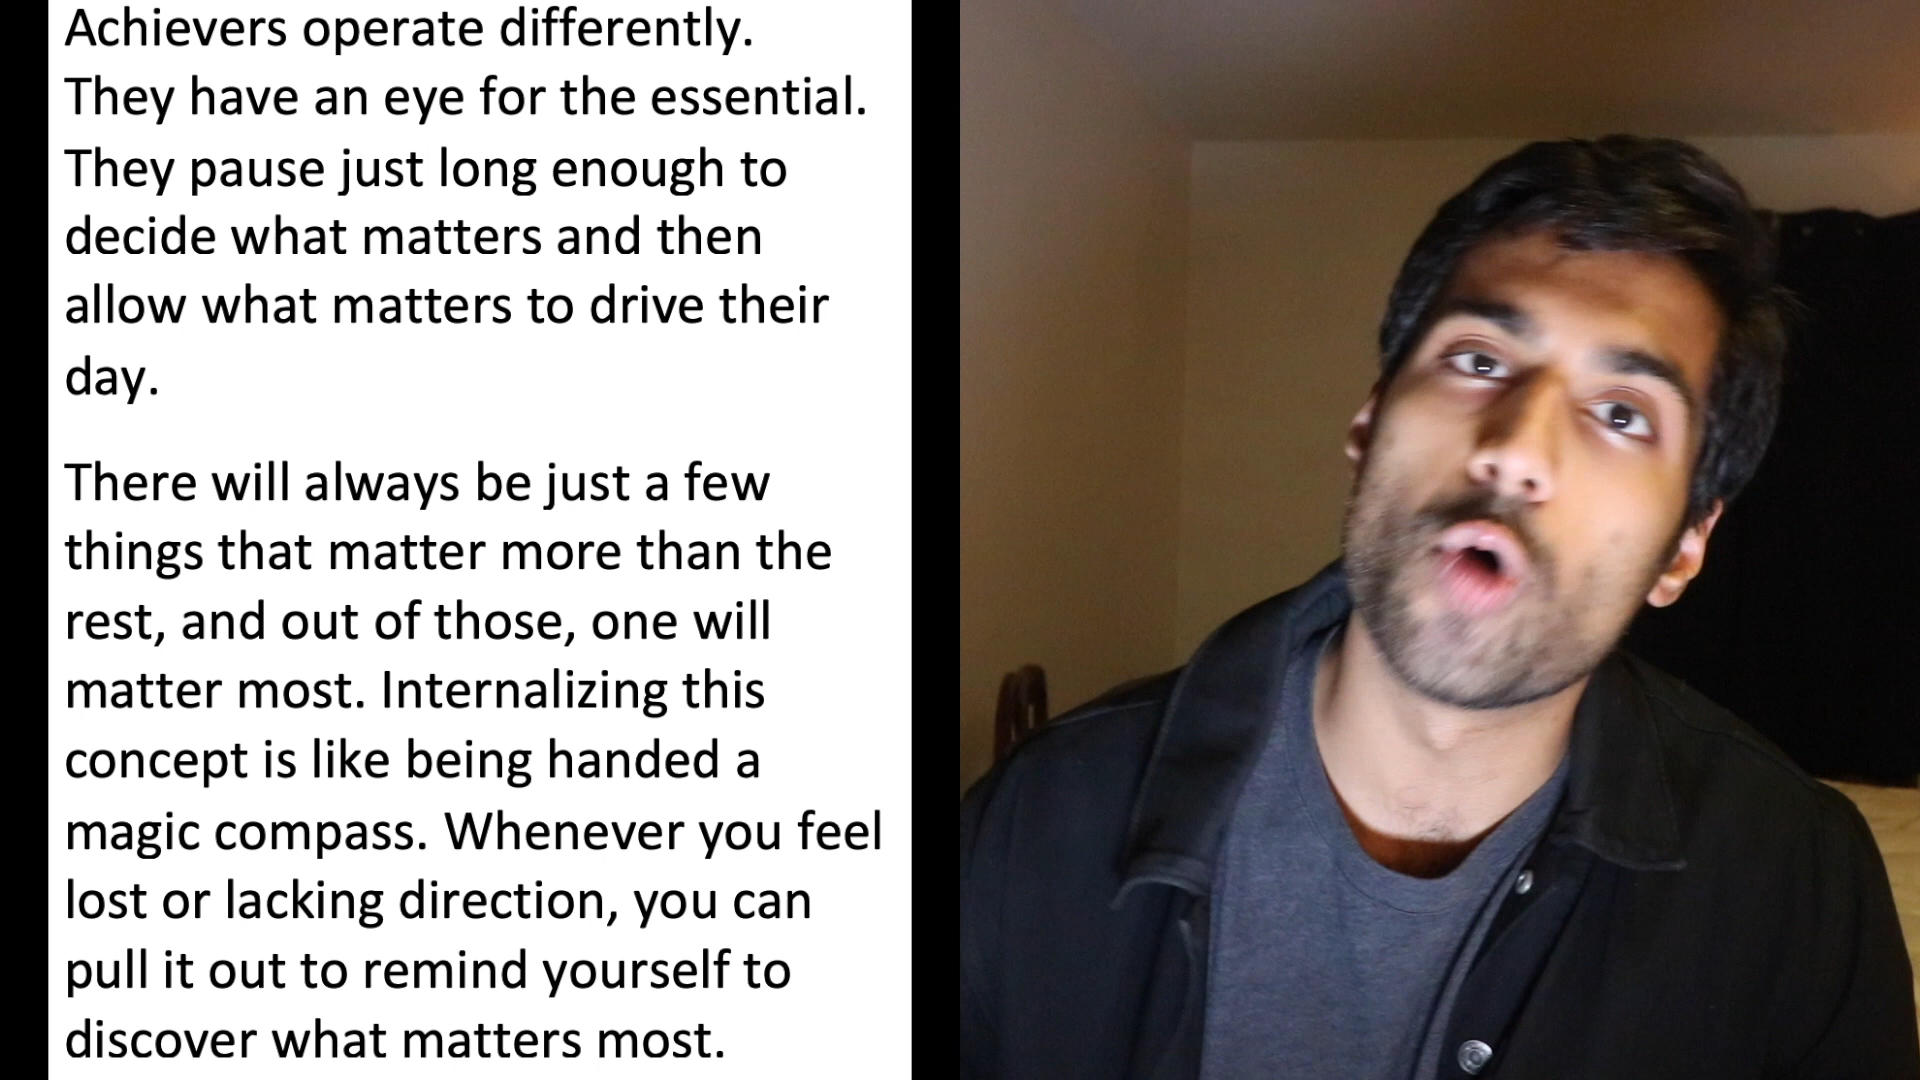 Achievers operate differently.
They have an eye for the essential.
They pause just long enough to
decide what matters and then
allow what matters to drive their
day.
There will always be just a few
things that matter more than the
rest, and out of those, one will
matter most. Internalizing this
concept is like being handed a
magic compass. Whenever you feel
lost or lacking direction, you can
pull it out to remind yourself to
discover what matters most.